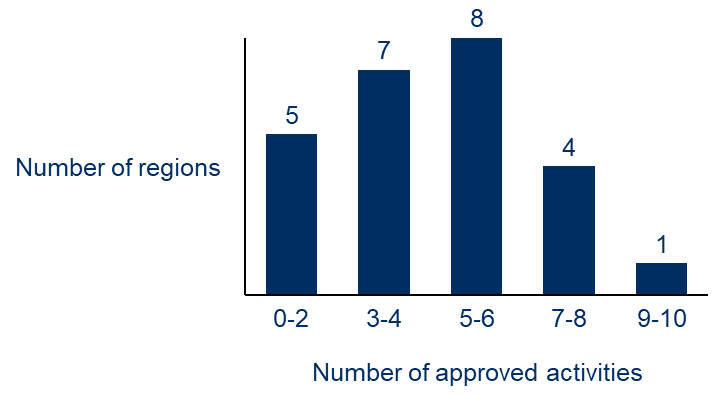 8
7
5
4
Number of regions
1
0-2 3-4 5-6 7-8 9-10
Number of approved activities